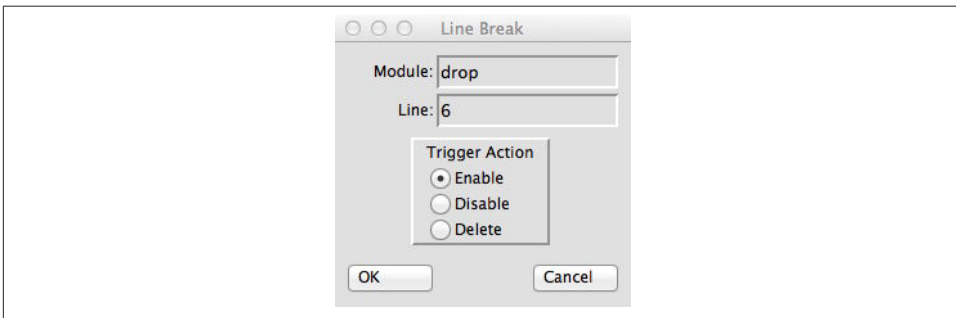 Line Break
Module: drop
Line: 6
Trigger Action
Enable
Disable
Delete
OK Cancel